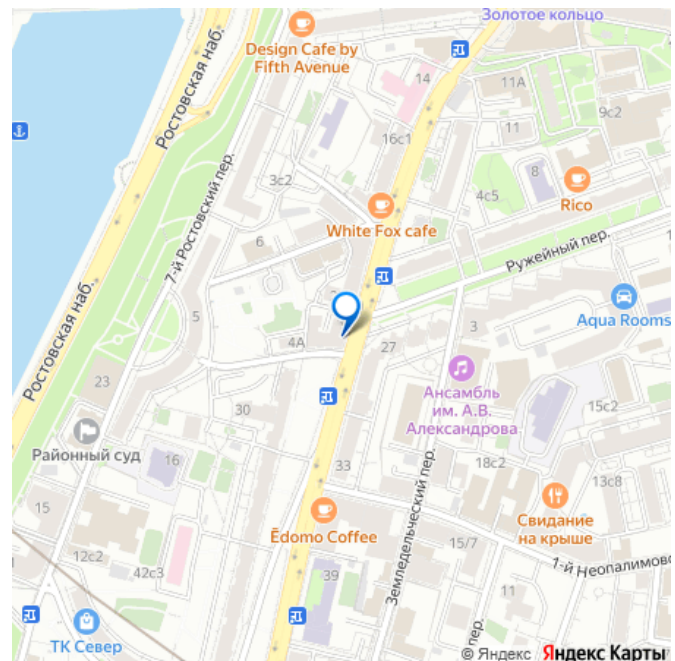 Золотое кольцо
Design Cafe by
Fifth Avenue
Ростовская наб.
14
11А
9с2
16с1
11
8
3с2
4с5
Rico
White Fox cafe
7-й Ростовский пер.
6
Ружейный пер.
5
Aqua Rooms
4А
27
3
Ростовская наб.
23
Ансамбль
им. А.В.
Александрова
15с2
30
Районный суд
16
33
18с2
13с8
15
Ēdomo Coffee
Земледельческий пер.
Свидание
на крыше
12с2
15/7
1-й Неопалимовс
42с3
39
11
ТК Север
пер.
© Яндекс Яндекс Карты